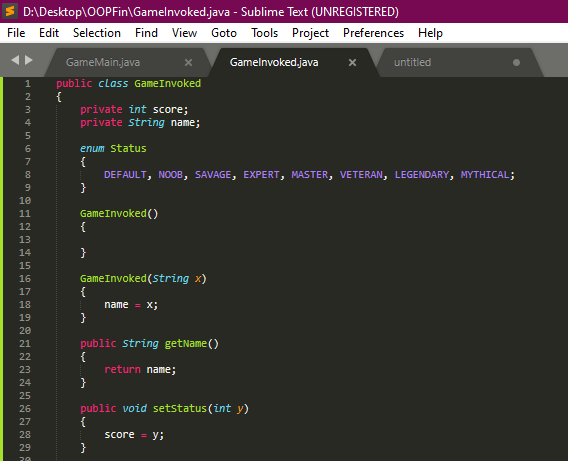 D:\Desktop\OOPFin\GameInvoked.java - Sublime Text (UNREGISTERED)
File Edit Selection Find View Goto Tools Project Preferences Help
GameMain.java GameInvoked.java untitled
1 public class GameInvoked
2 {
3 private int score;
4 private String name;
5
6 enum Status
7 {
8 DEFAULT, NOOB, SAVAGE, EXPERT, MASTER, VETERAN, LEGENDARY, MYTHICAL;
9 }
10
11 GameInvoked()
12 {
13
14 }
15
16 GameInvoked(String x)
17 {
18 name = x;
19 }
20
21 public String getName()
22 {
23 return name;
24 }
25
26 public void setStatus(int y)
27 {
28 score = y;
29 }
30